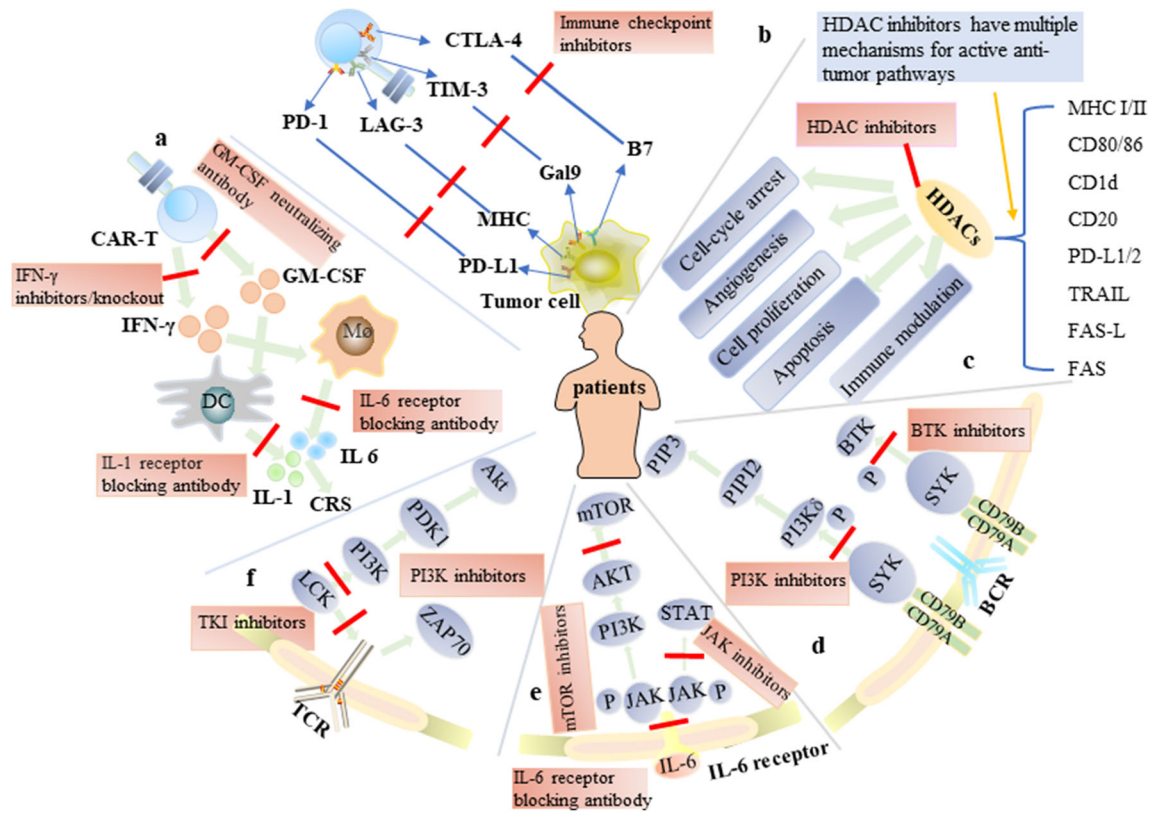 a
CAR-T
GM-CSF neutralizing
antibody
IFN-γ
inhibitors/knockout
GM-CSF
IFN-γ
Mø
DC
IL-6 receptor
blocking antibody
IL-1 receptor
blocking antibody
IL 6
IL-1
CRS
b
CTLA-4
TIM-3
LAG-3
PD-1
Immune checkpoint
inhibitors
B7
Gal9
MHC
PD-L1
Tumor cell
patients
c
HDAC inhibitors have multiple
mechanisms for active anti-
tumor pathways
HDAC inhibitors
HDACs
Cell-cycle arrest
Angiogenesis
Cell proliferation
Apoptosis
Immune modulation
MHC I/II
CD80/86
CD1d
CD20
PD-L1/2
TRAIL
FAS-L
FAS
d
BTK inhibitors
BTK
P
SYK
CD79B
CD79A
PIP3
PIPI2
PI3Kδ
P
SYK
PI3K inhibitors
CD79B
CD79A
BCR
e
mTOR
AKT
PI3K
STAT
mTOR inhibitors
JAK inhibitors
P
JAK
JAK
P
IL-6
IL-6 receptor
IL-6 receptor
blocking antibody
f
Akt
PDK1
PI3K
LCK
PI3K inhibitors
ZAP70
TKI inhibitors
TCR